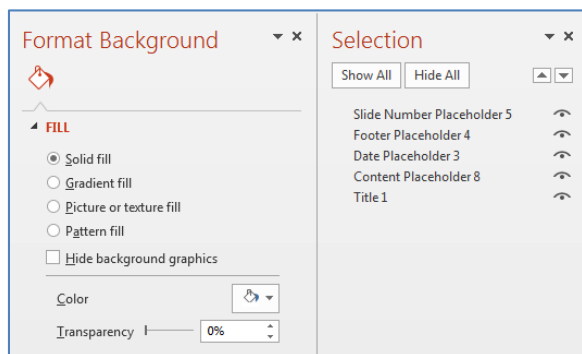 Format Background
FILL
Solid fill
Gradient fill
Picture or texture fill
Pattern fill
Hide background graphics
Color
Transparency 0%
Selection
Show All Hide All
Slide Number Placeholder 5
Footer Placeholder 4
Date Placeholder 3
Content Placeholder 8
Title 1